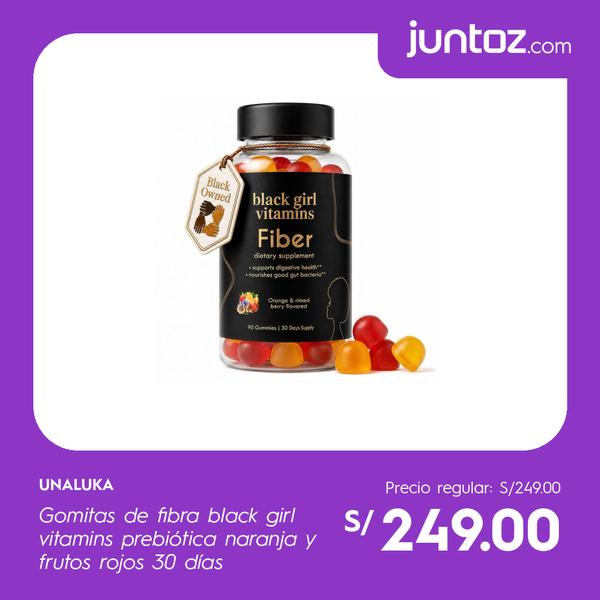 juntoz.com
Black
Owned
black girl
vitamins
Fiber
dietary supplement
• supports digestive health**
• nourishes good gut bacteria**
Orange & mixed
berry flavored
90 Gummies | 30 Days Supply
UNALUKA
Gomitas de fibra black girl
vitamins prebiótica naranja y
frutos rojos 30 días
Precio regular: S/249.00
S/ 249.00